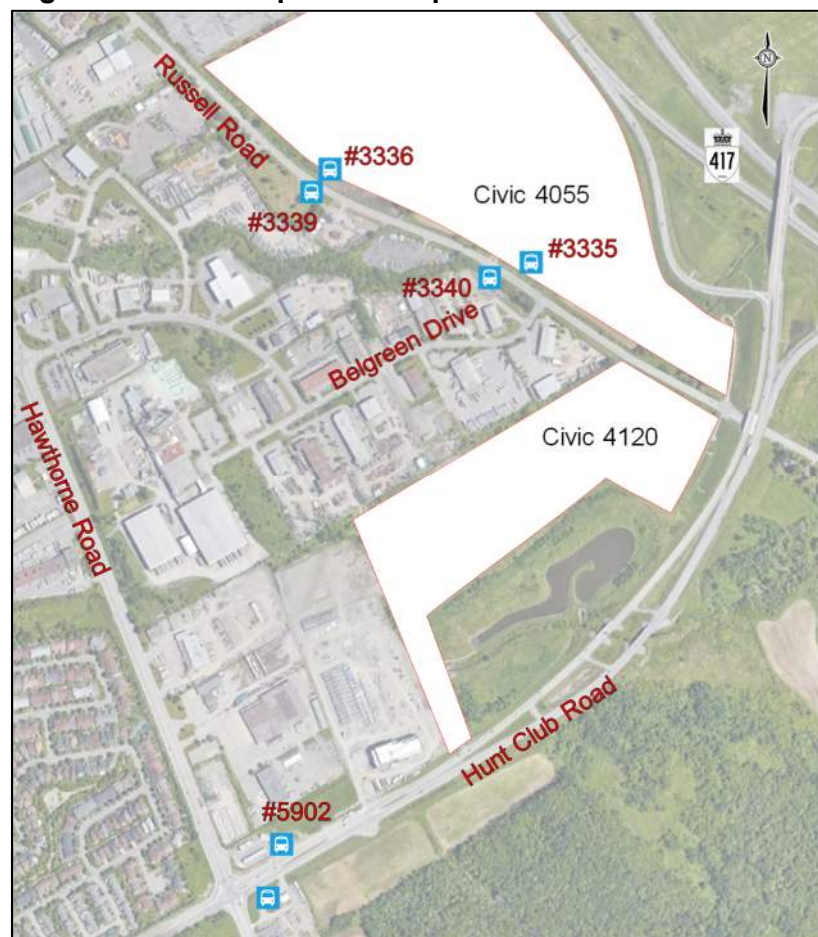 Russell Road
#3336
#3339
Civic 4055
417
N
#3335
#3340
Belgreen Drive
Civic 4120
Hawthorne Road
Hunt Club Road
#5902